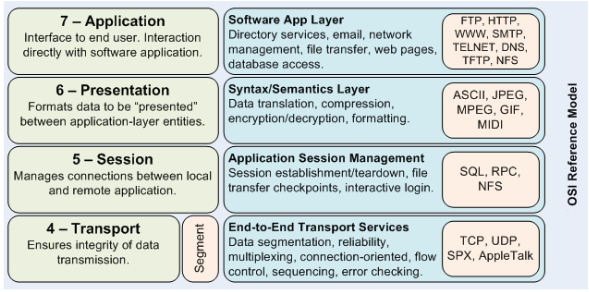 7 – Application
Interface to end user. Interaction
directly with software application.
Software App Layer
Directory services, email, network
management, file transfer, web pages,
database access.
FTP, HTTP,
WWW, SMTP,
TELNET, DNS,
TFTP, NFS
6 – Presentation
Formats data to be “presented”
between application-layer entities.
Syntax/Semantics Layer
Data translation, compression,
encryption/decryption, formatting.
ASCII, JPEG,
MPEG, GIF,
MIDI
5 – Session
Manages connections between local
and remote application.
Application Session Management
Session establishment/teardown, file
transfer checkpoints, interactive login.
SQL, RPC,
NFS
4 – Transport
Ensures integrity of data
transmission.
Segment
End-to-End Transport Services
Data segmentation, reliability,
multiplexing, connection-oriented, flow
control, sequencing, error checking.
TCP, UDP,
SPX, AppleTalk
OSI Reference Model